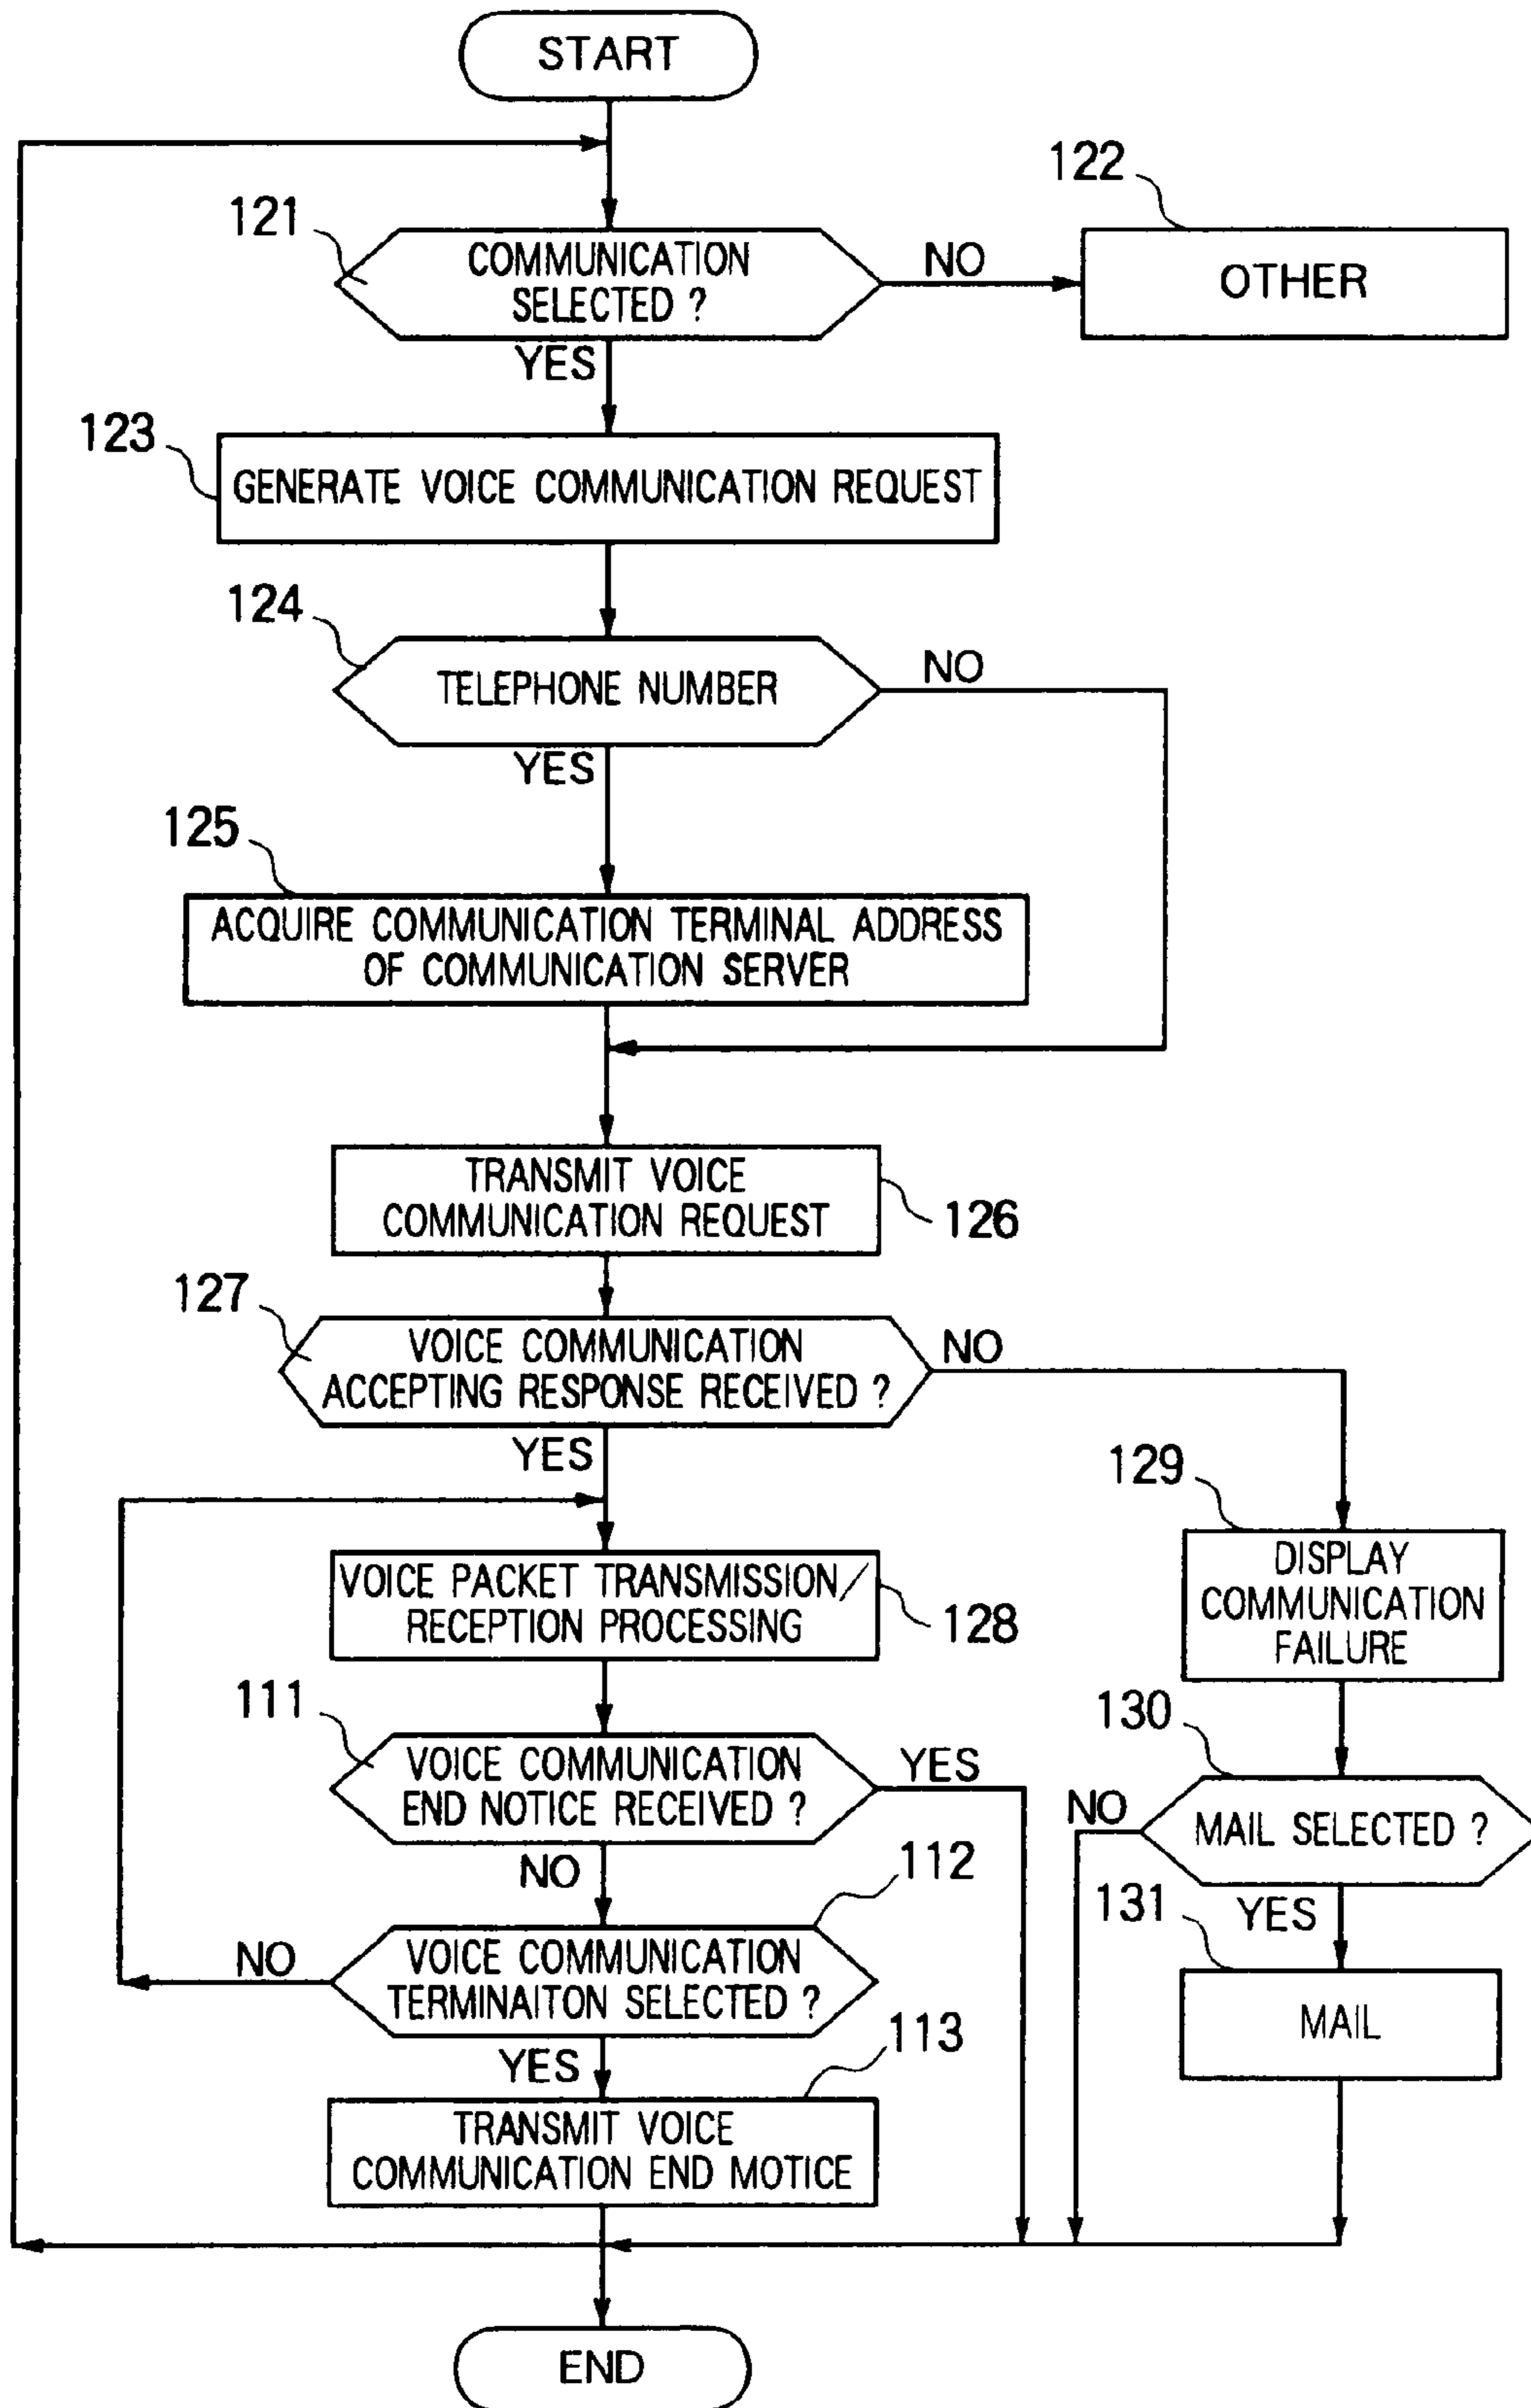 START
122
121
COMMUNICATION
SELECTED ?
NO
OTHER
YES
123
GENERATE VOICE COMMUNICATION REQUEST
124
TELEPHONE NUMBER
NO
YES
125
ACQUIRE COMMUNICATION TERMINAL ADDRESS
OF COMMUNICATION SERVER
TRANSMIT VOICE
COMMUNICATION REQUEST
126
127
VOICE COMMUNICATION
ACCEPTING RESPONSE RECEIVED ?
NO
YES
129
DISPLAY
COMMUNICATION
FAILURE
VOICE PACKET TRANSMISSION/
RECEPTION PROCESSING
128
111
VOICE COMMUNICATION
END NOTICE RECEIVED ?
YES
NO
130
MAIL SELECTED ?
NO
YES
131
MAIL
112
VOICE COMMUNICATION
TERMINAITON SELECTED ?
NO
YES
113
TRANSMIT VOICE
COMMUNICATION END MOTICE
END